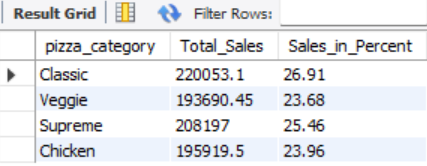 Result Grid Filter Rows:
pizza_category Total_Sales Sales_in_Percent
Classic 220053.1 26.91
Veggie 193690.45 23.68
Supreme 208197 25.46
Chicken 195919.5 23.96